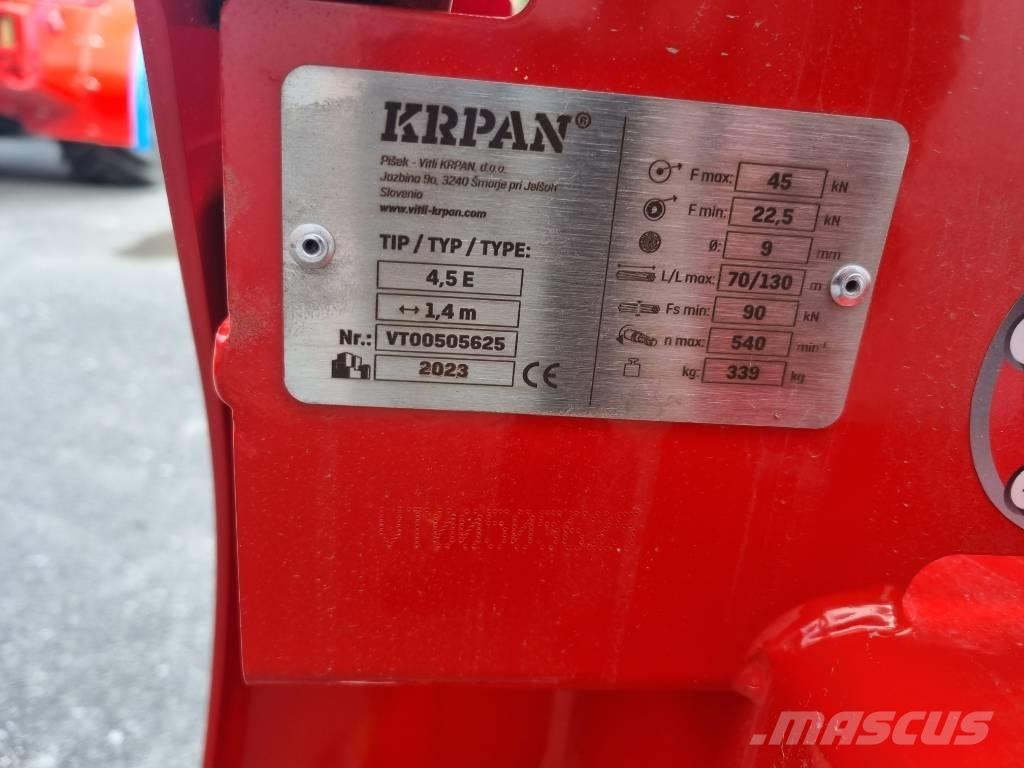 KRPAN®
Pišek - Vitli KRPAN, d.o.o.
Jazbina 9a, 3240 Šmarje pri Jelšah
Slovenia
www.vitli-krpan.com
TIP / TYP / TYPE:
4,5 E
↔ 1,4 m
Nr.: VT00505625
2023 CE
F max: 45 kN
F min: 22,5 kN
Ø: 9 mm
L/L max: 70/130 m
Fs min: 90 kN
n max: 540 min⁻¹
kg: 339 kg
MASCUS